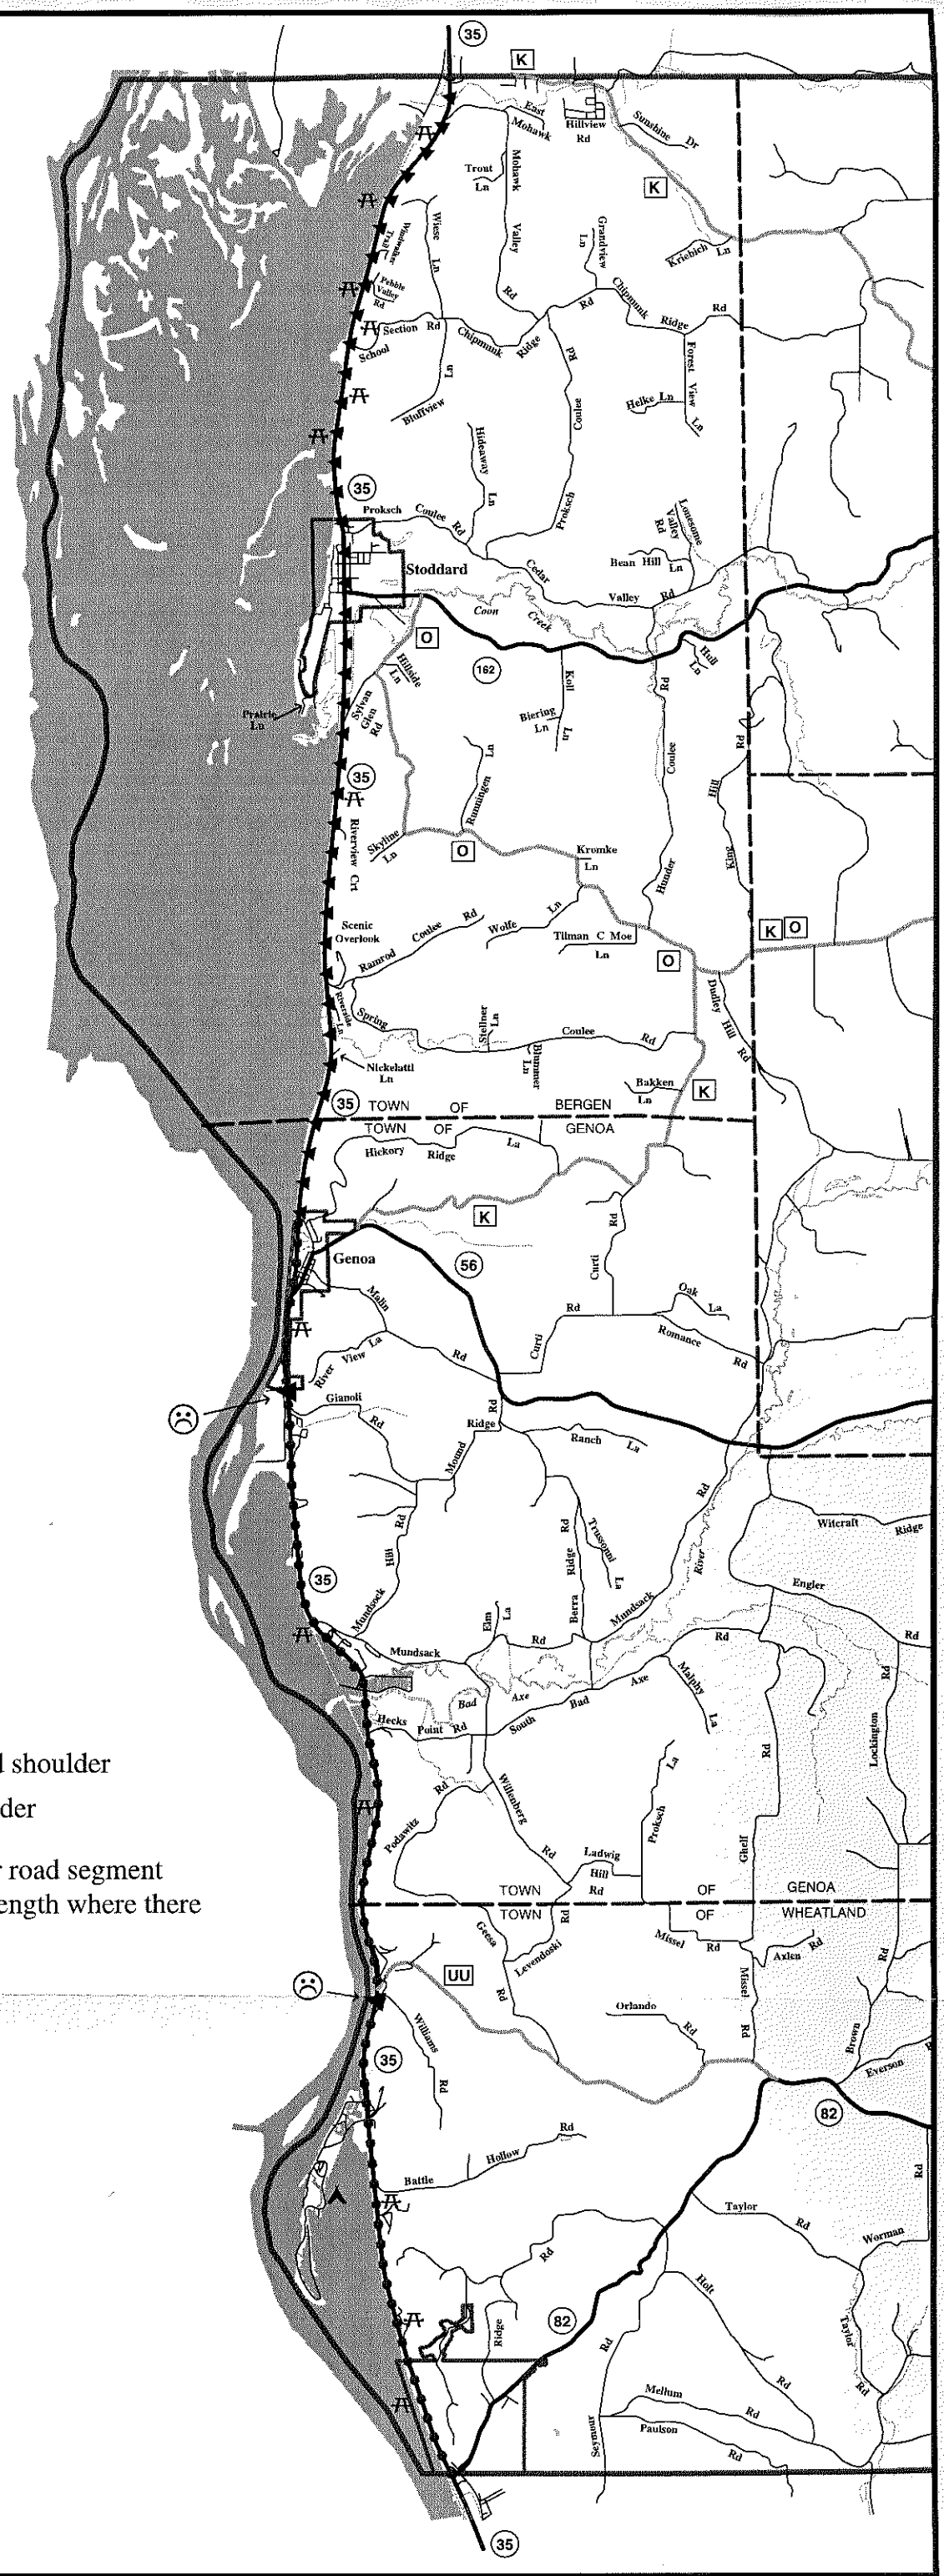 35
K
East
Mohawk
Hillview
Rd
Sunshine Dr
Trout
Ln
Mohawk Valley Rd
K
Wiese Ln
Windbreaker Trail
Grandview
Ln
Kriebich Ln
Pebble
Valley
Rd
Section Rd
School
Chipmunk Ridge Rd
Chipmunk Ridge Rd
Forest View Ln
Bluffview Ln
Helke Ln
Hideaway Ln
Proksch Coulee Rd
35
Proksch Coulee Rd
Lonesome
Valley
Rd
Stoddard
Bean Hill Ln
Cedar Valley Rd
Coon Creek
O
162
Hillside
Ln
Hull
Ln
Koll Ln
Prairie
Ln
Sylvan
Glen
Rd
Biering
Ln
35
Runningen Ln
Hunder Coulee Rd
King Hill Rd
Riverview Crt
Skyline
Ln
O
Kromke
Ln
Scenic
Overlook
Ramrod Coulee Rd
Wolfe Ln
Tilman C Moe
Ln
O
K O
Riverside
Ln
Spring Coulee Rd
Stellner
Ln
Blummer
Ln
Dudley Hill Rd
Nickelatti
Ln
Bakken
Ln
K
35
TOWN OF BERGEN
TOWN OF GENOA
Hickory Ridge La
K
Genoa
56
Curti Rd
Malin Rd
Oak La
Curti Rd
Romance Rd
River View La
Gianoli Rd
Mound Ridge Rd
Ranch La
Witcraft Ridge
Trussoni La
Berra Ridge Rd
Mundsack Hill Rd
River
Engler Rd
35
Elm La
Mundsack Rd
Mundsack Rd
Bad Axe
South Bad Axe Rd
Malphy La
Hecks Point Rd
Lockington Rd
d shoulder
der
r road segment
ength where there
Podawitz Rd
Willenberg Rd
Proksch La
Ghelf Rd
Ladwig
Hill
Rd
TOWN OF GENOA
TOWN OF WHEATLAND
Geesa Rd
Levendoski Rd
Missel Rd
Missel Rd
Axlen Rd
UU
Orlando Rd
Williams Rd
35
Brown Rd
Everson
82
Battle Hollow Rd
Rd
Taylor Rd
Worman
Ridge Rd
82
Holt Rd
Taylor Rd
Seymour Rd
Mellum Rd
Paulson Rd
35